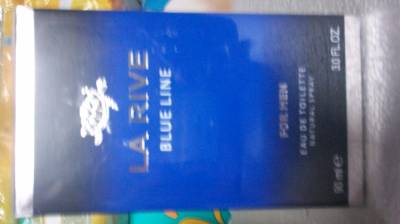 LA RIVE
BLUE LINE
FOR MEN
EAU DE TOILETTE
NATURAL SPRAY
90 ml e 3.0 FL.OZ.